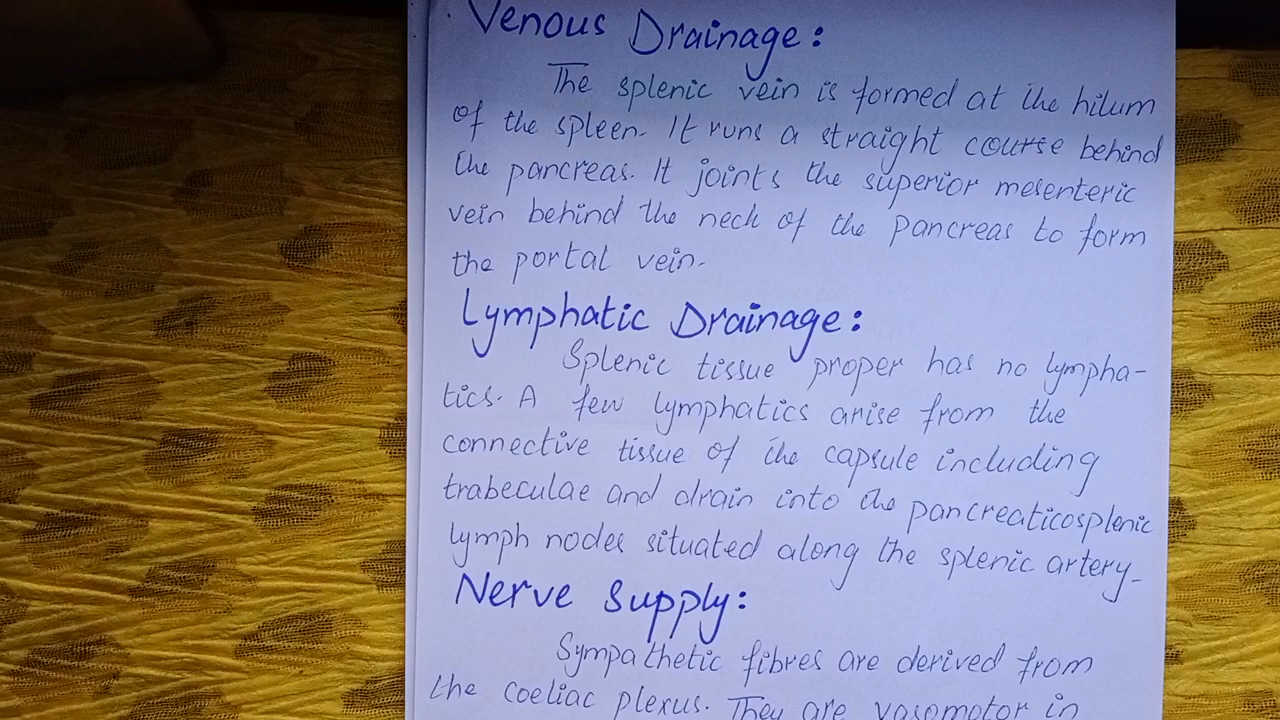 Venous Drainage:
The splenic vein is formed at the hilum
of the spleen. It runs a straight course behind
the pancreas. It joints the superior mesenteric
vein behind the neck of the pancreas to form
the portal vein.
Lymphatic Drainage:
Splenic tissue proper has no lympha-
tics. A few lymphatics arise from the
connective tissue of the capsule including
trabeculae and drain into the pancreaticosplenic
lymph nodes situated along the splenic artery.
Nerve Supply:
Sympathetic fibres are derived from
the coeliac plexus. They are vasomotor in